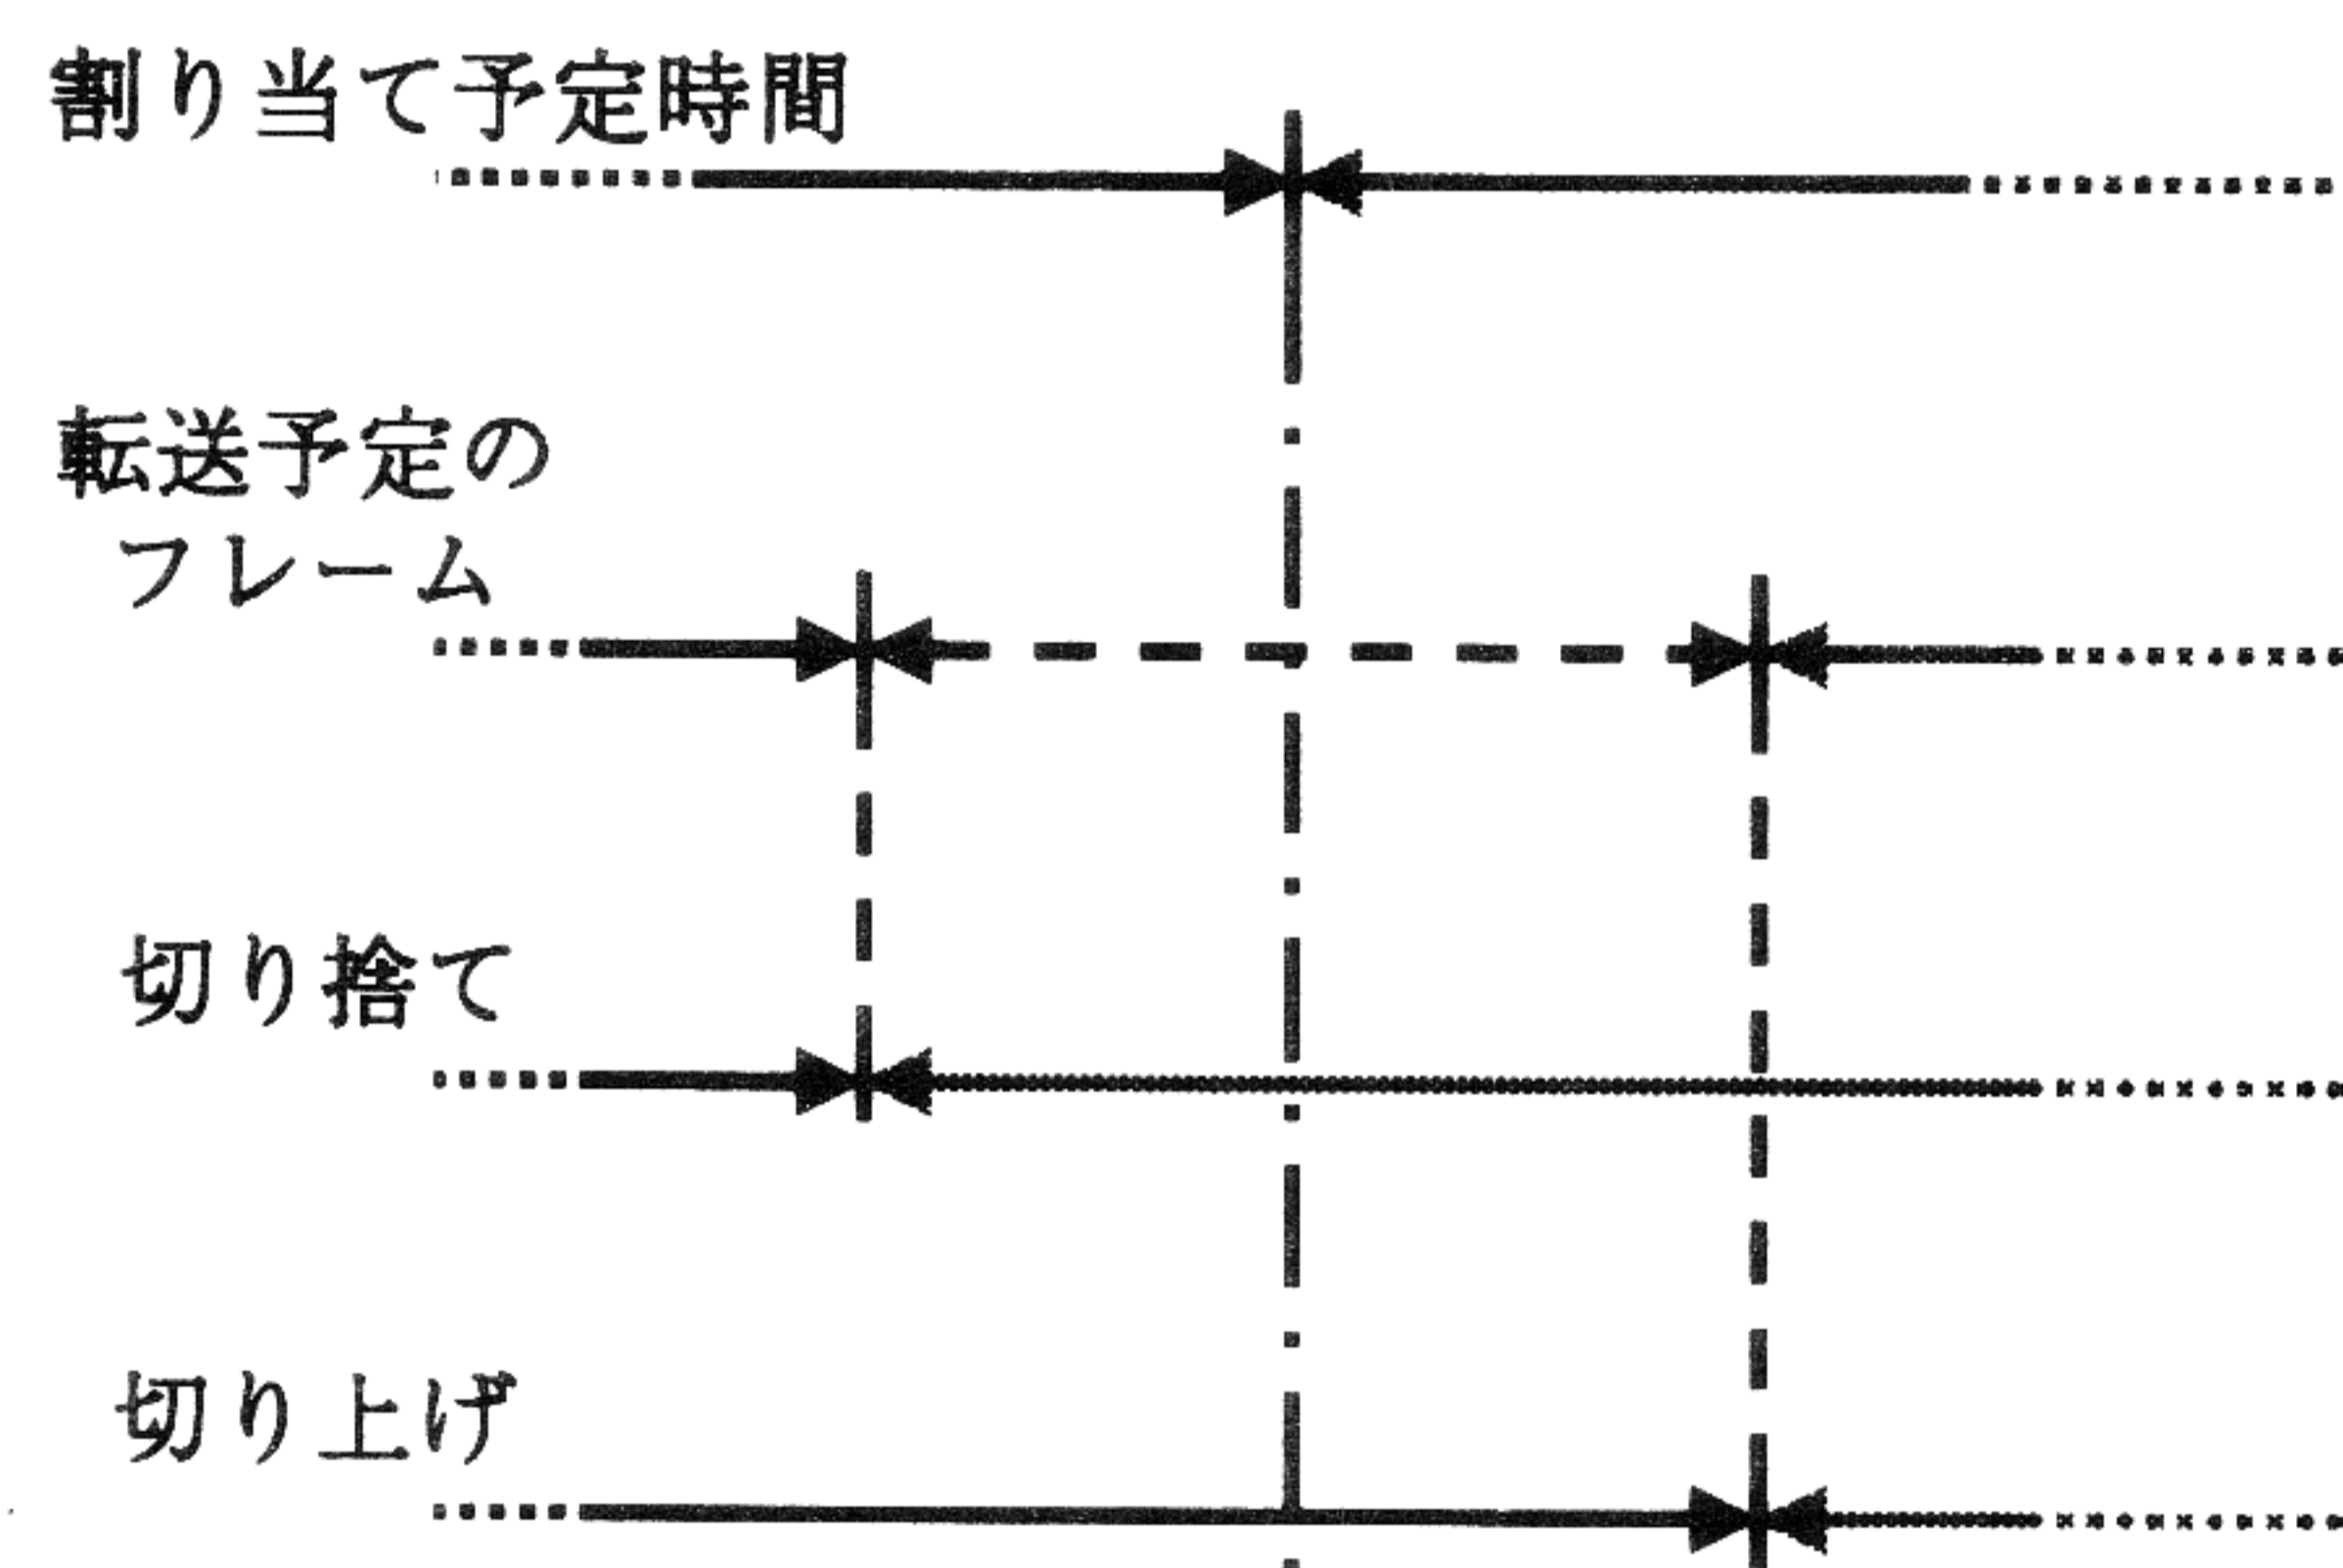 割り当て予定時間
転送予定の
フレーム
切り捨て
切り上げ